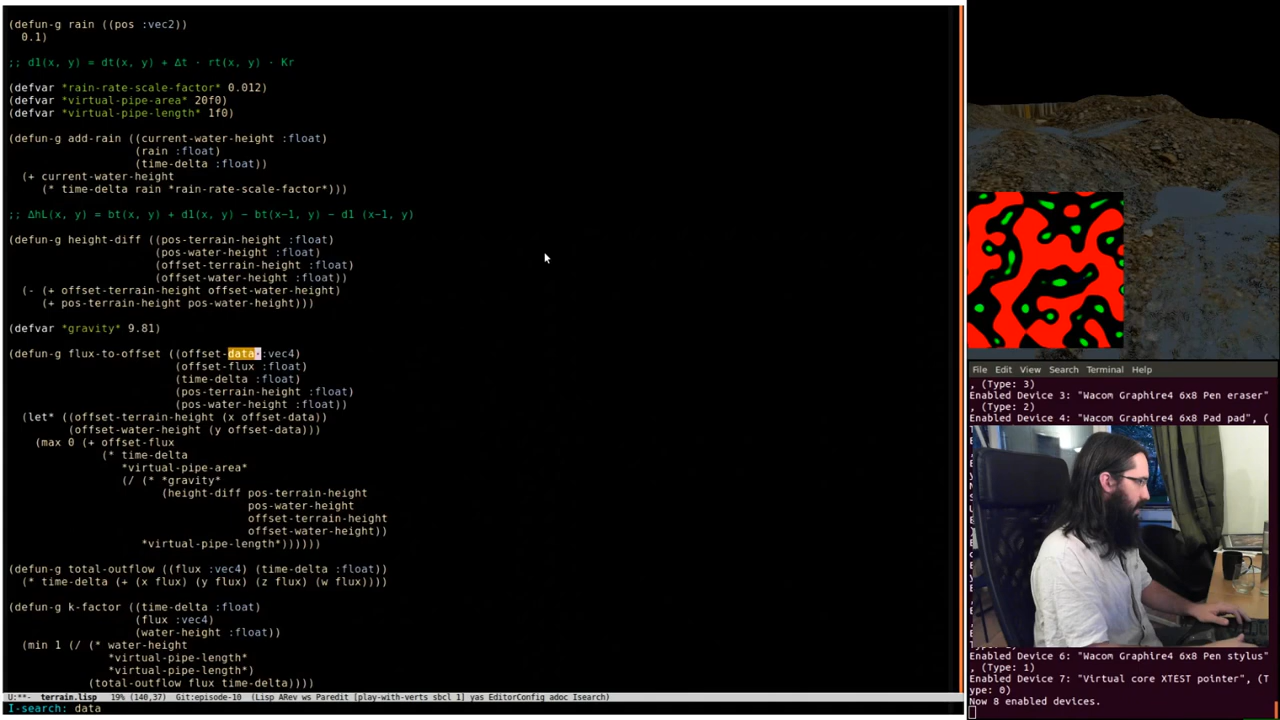 (defun-g rain ((pos :vec2))
  0.1)
;; d1(x, y) = dt(x, y) + Δt · rt(x, y) · Kr
(defvar *rain-rate-scale-factor* 0.012)
(defvar *virtual-pipe-area* 20f0)
(defvar *virtual-pipe-length* 1f0)
(defun-g add-rain ((current-water-height :float)
                   (rain :float)
                   (time-delta :float))
  (+ current-water-height
     (* time-delta rain *rain-rate-scale-factor*)))
;; ΔhL(x, y) = bt(x, y) + d1(x, y) − bt(x−1, y) − d1 (x−1, y)
(defun-g height-diff ((pos-terrain-height :float)
                      (pos-water-height :float)
                      (offset-terrain-height :float)
                      (offset-water-height :float))
  (- (+ offset-terrain-height offset-water-height)
     (+ pos-terrain-height pos-water-height)))
(defvar *gravity* 9.81)
(defun-g flux-to-offset ((offset-data :vec4)
                         (offset-flux :float)
                         (time-delta :float)
                         (pos-terrain-height :float)
                         (pos-water-height :float))
  (let* ((offset-terrain-height (x offset-data))
         (offset-water-height (y offset-data)))
    (max 0 (+ offset-flux
              (* time-delta
                 *virtual-pipe-area*
                 (/ (* *gravity*
                       (height-diff pos-terrain-height
                                    pos-water-height
                                    offset-terrain-height
                                    offset-water-height))
                    *virtual-pipe-length*))))))
(defun-g total-outflow ((flux :vec4) (time-delta :float))
  (* time-delta (+ (x flux) (y flux) (z flux) (w flux))))
(defun-g k-factor ((time-delta :float)
                   (flux :vec4)
                   (water-height :float))
  (min 1 (/ (* water-height
               *virtual-pipe-length*
               *virtual-pipe-length*)
            (total-outflow flux time-delta))))
U:**-  terrain.lisp   19% (140,37)  Git:episode-10  (Lisp ARev ws Paredit [play-with-verts sbcl 1] yas EditorConfig adoc Isearch)
I-search: data
File Edit View Search Terminal Help
, (Type: 3)
Enabled Device 3: "Wacom Graphire4 6x8 Pen eraser"
, (Type: 2)
Enabled Device 4: "Wacom Graphire4 6x8 Pad pad", (
Enabled Device 6: "Wacom Graphire4 6x8 Pen stylus"
, (Type: 1)
Enabled Device 7: "Virtual core XTEST pointer", (T
ype: 0)
Now 8 enabled devices.